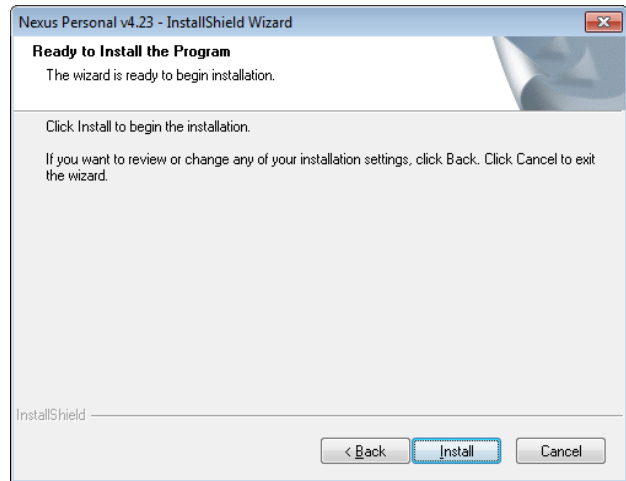 Nexus Personal v4.23 - InstallShield Wizard
Ready to Install the Program
The wizard is ready to begin installation.
Click Install to begin the installation.
If you want to review or change any of your installation settings, click Back. Click Cancel to exit
the wizard.
InstallShield
< Back
Install
Cancel